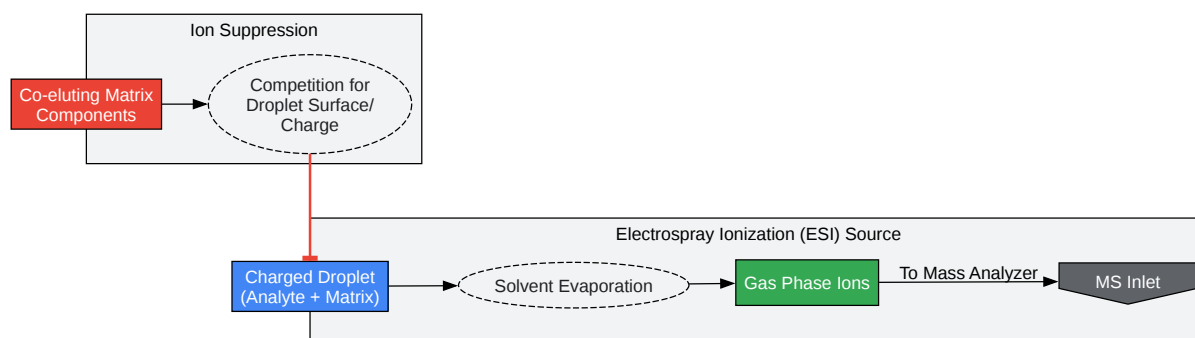 Ion Suppression
Co-eluting Matrix
Components
Competition for
Droplet Surface/
Charge
Electrospray Ionization (ESI) Source
Charged Droplet
(Analyte + Matrix)
Solvent Evaporation
Gas Phase Ions
To Mass Analyzer
MS Inlet